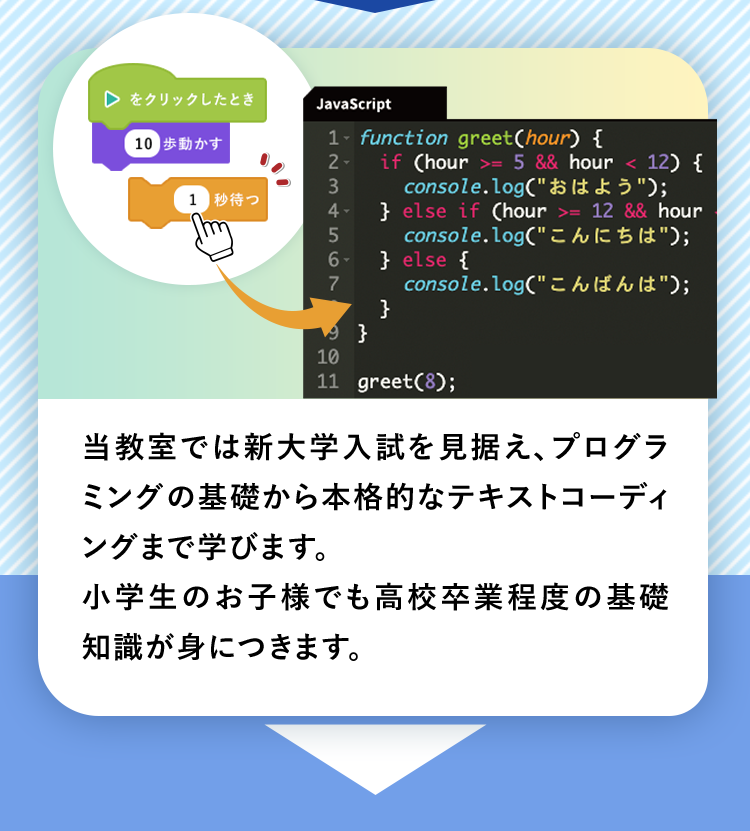 をクリックしたとき
10 歩動かす
1 秒待つ
JavaScript
1 function greet(hour) {
2 if (hour >= 5 && hour < 12) {
3 console.log("おはよう");
4 } else if (hour >= 12 && hour
5 console.log("こんにちは");
6 } else {
7 console.log("こんばんは");
}
9 }
10
11 greet(8);
当教室では新大学入試を見据え、プログラ
ミングの基礎から本格的なテキストコーディ
ングまで学びます。
小学生のお子様でも高校卒業程度の基礎
知識が身につきます。